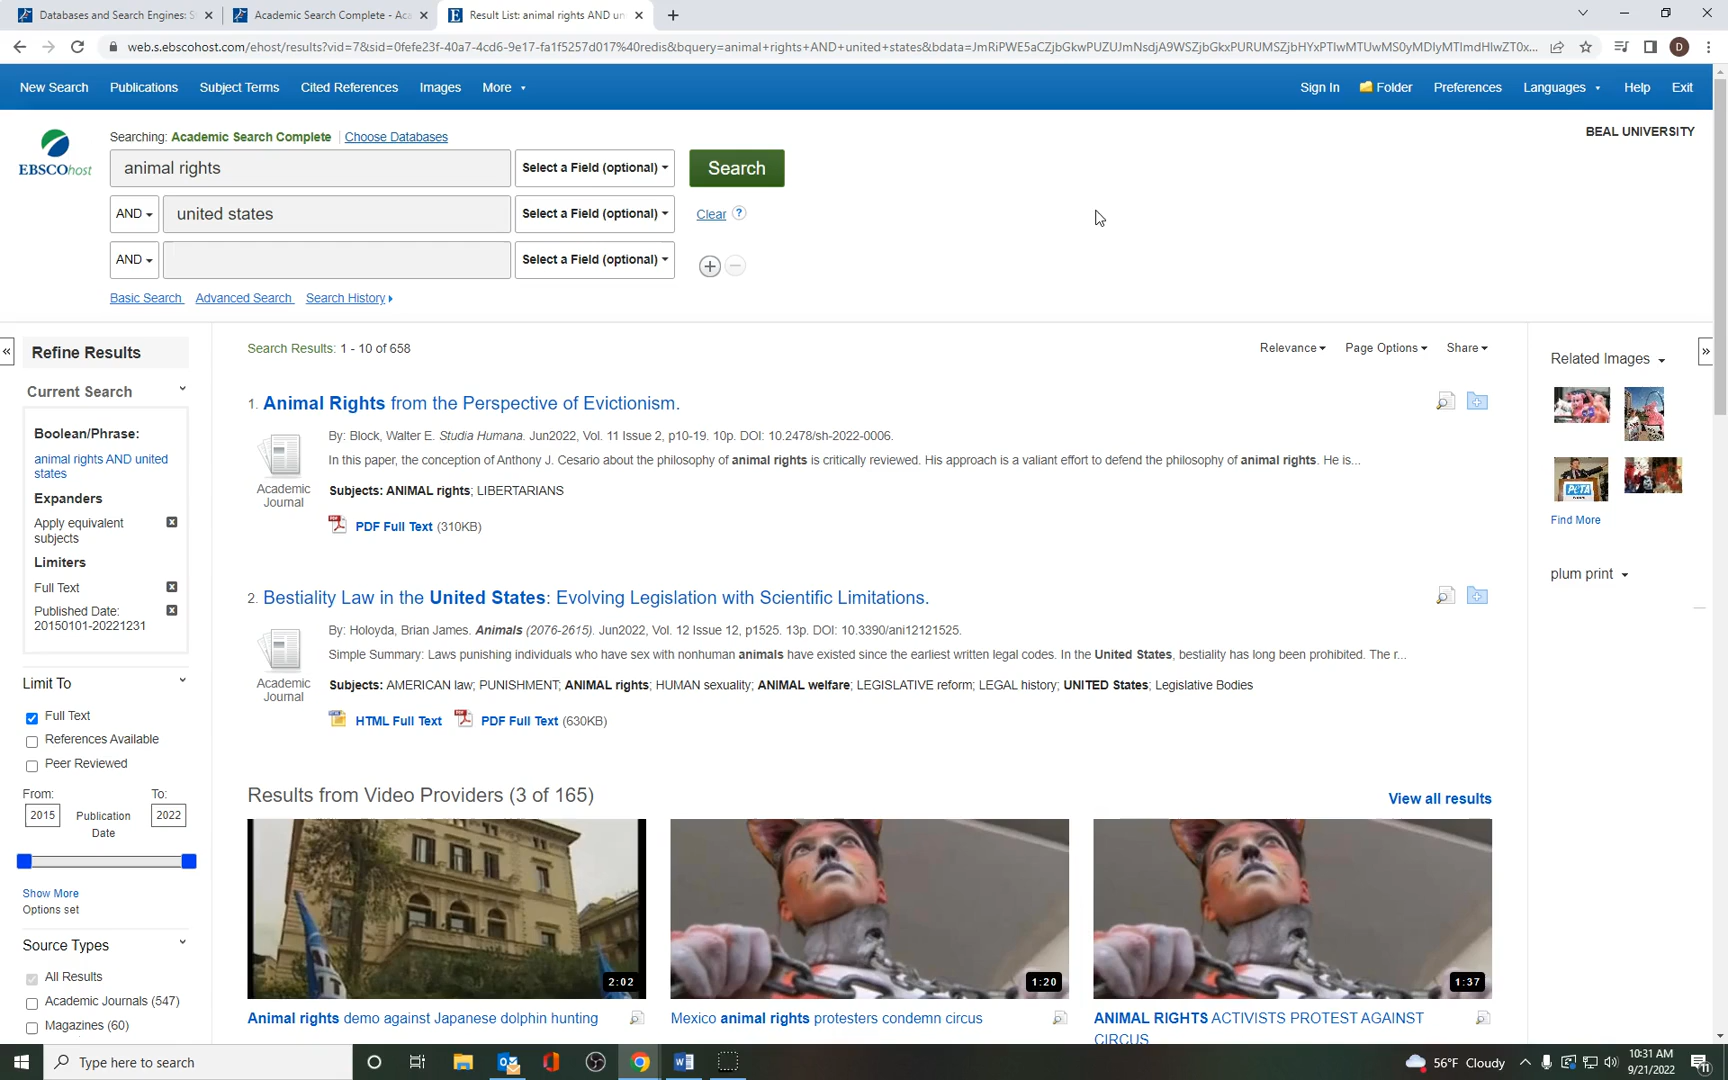 Databases and Search Engines: S
Academic Search Complete - Aca
Result List: animal rights AND un
web.s.ebscohost.com/ehost/results?vid=7&sid=0fefe23f-40a7-4cd6-9e17-fa1f5257d017%40redis&bquery=animal+rights+AND+united+states&bdata=JmRiPWE5aCZjbGkwPUZUJmNsdjA9WSZjbGkxPURUMSZjbHYxPTIwMTUwMS0yMDIyMTImdHlwZT0x...
D
New Search Publications Subject Terms Cited References Images More
Sign In Folder Preferences Languages Help Exit
BEAL UNIVERSITY
EBSCOhost
Searching: Academic Search Complete Choose Databases
animal rights Select a Field (optional) Search
AND united states Select a Field (optional) Clear ?
AND Select a Field (optional)
Basic Search Advanced Search Search History
«
Refine Results
Current Search
Boolean/Phrase:
animal rights AND united
states
Expanders
Apply equivalent
subjects
Limiters
Full Text
Published Date:
20150101-20221231
Limit To
Full Text
References Available
Peer Reviewed
From: To:
2015 Publication 2022
Date
Show More
Options set
Source Types
All Results
Academic Journals (547)
Magazines (60)
Search Results: 1 - 10 of 658
Relevance Page Options Share
1. Animal Rights from the Perspective of Evictionism.
By: Block, Walter E. Studia Humana. Jun2022, Vol. 11 Issue 2, p10-19. 10p. DOI: 10.2478/sh-2022-0006.
In this paper, the conception of Anthony J. Cesario about the philosophy of animal rights is critically reviewed. His approach is a valiant effort to defend the philosophy of animal rights. He is...
Academic
Journal
Subjects: ANIMAL rights; LIBERTARIANS
PDF Full Text (310KB)
2. Bestiality Law in the United States: Evolving Legislation with Scientific Limitations.
By: Holoyda, Brian James. Animals (2076-2615). Jun2022, Vol. 12 Issue 12, p1525. 13p. DOI: 10.3390/ani12121525.
Simple Summary: Laws punishing individuals who have sex with nonhuman animals have existed since the earliest written legal codes. In the United States, bestiality has long been prohibited. The r...
Academic
Journal
Subjects: AMERICAN law; PUNISHMENT; ANIMAL rights; HUMAN sexuality; ANIMAL welfare; LEGISLATIVE reform; LEGAL history; UNITED States; Legislative Bodies
HTML Full Text PDF Full Text (630KB)
Results from Video Providers (3 of 165)
View all results
2:02
1:20
1:37
Animal rights demo against Japanese dolphin hunting
Mexico animal rights protesters condemn circus
ANIMAL RIGHTS ACTIVISTS PROTEST AGAINST
CIRCUS
»
Related Images
PETA
Find More
plum print
Type here to search
56°F Cloudy
10:31 AM
9/21/2022
11